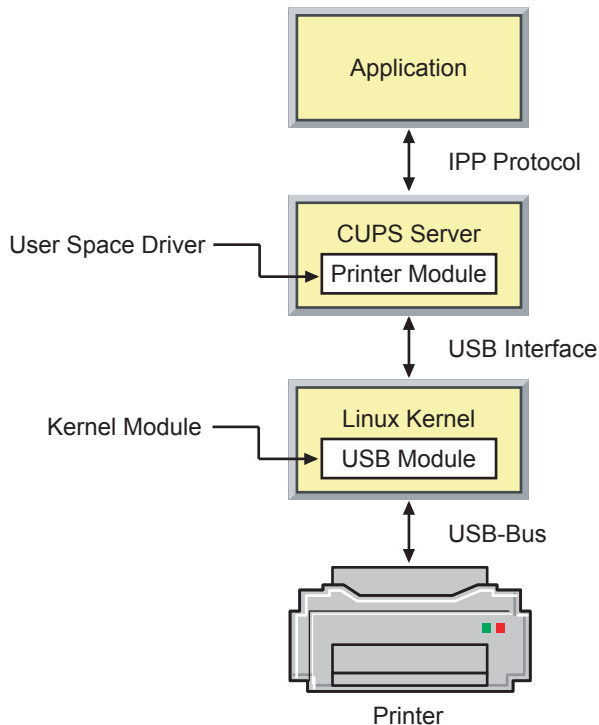 Application
IPP Protocol
CUPS Server
User Space Driver
Printer Module
USB Interface
Linux Kernel
Kernel Module
USB Module
USB-Bus
Printer